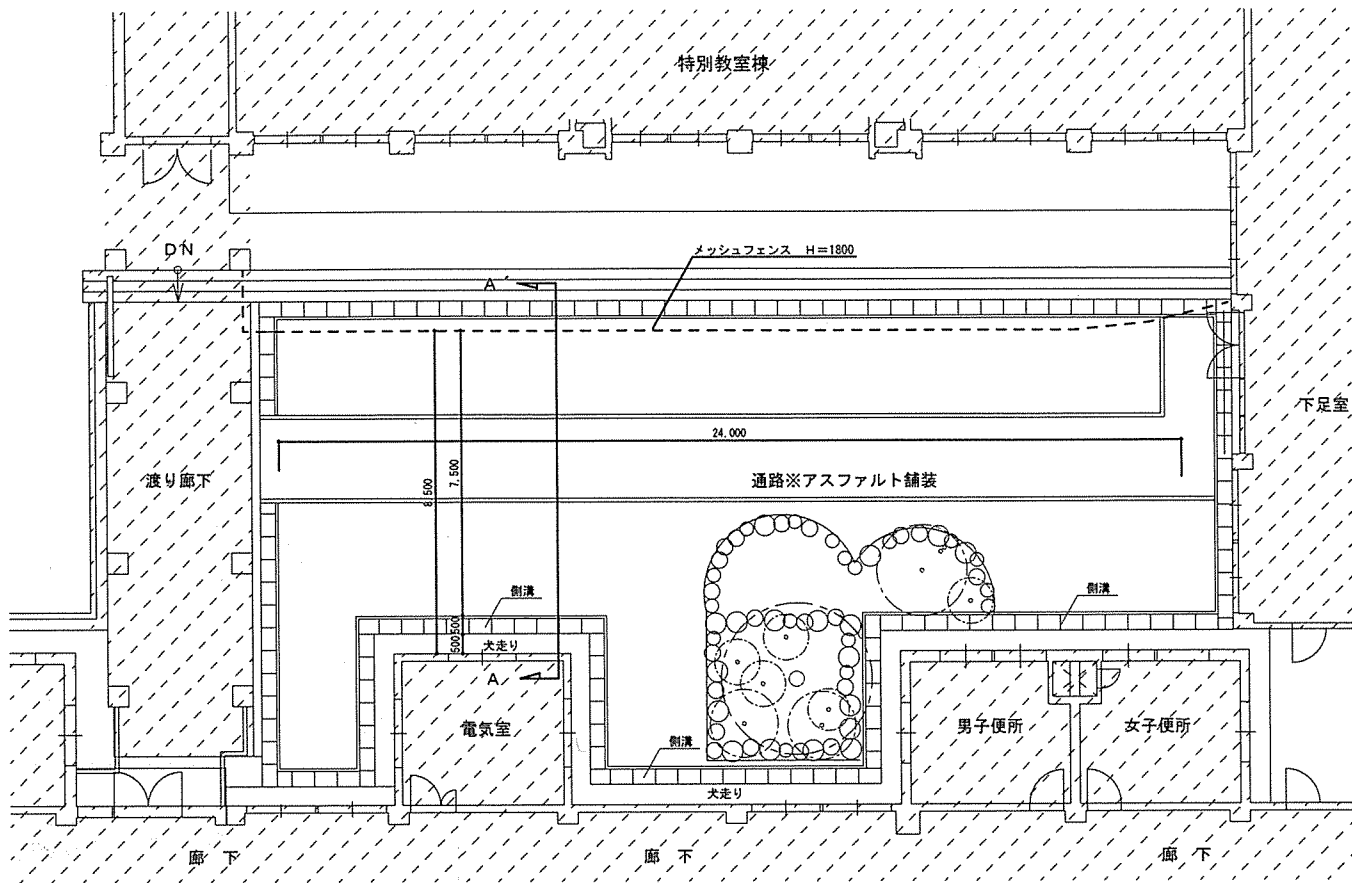 特別教室棟
DN
メッシュフェンス H=1800
A'
下足室
24.000
渡り廊下
8.500
7.500
通路※アスファルト舗装
側溝
側溝
500
500
犬走り
A
電気室
男子便所
女子便所
側溝
犬走り
廊 下
廊 下
廊 下